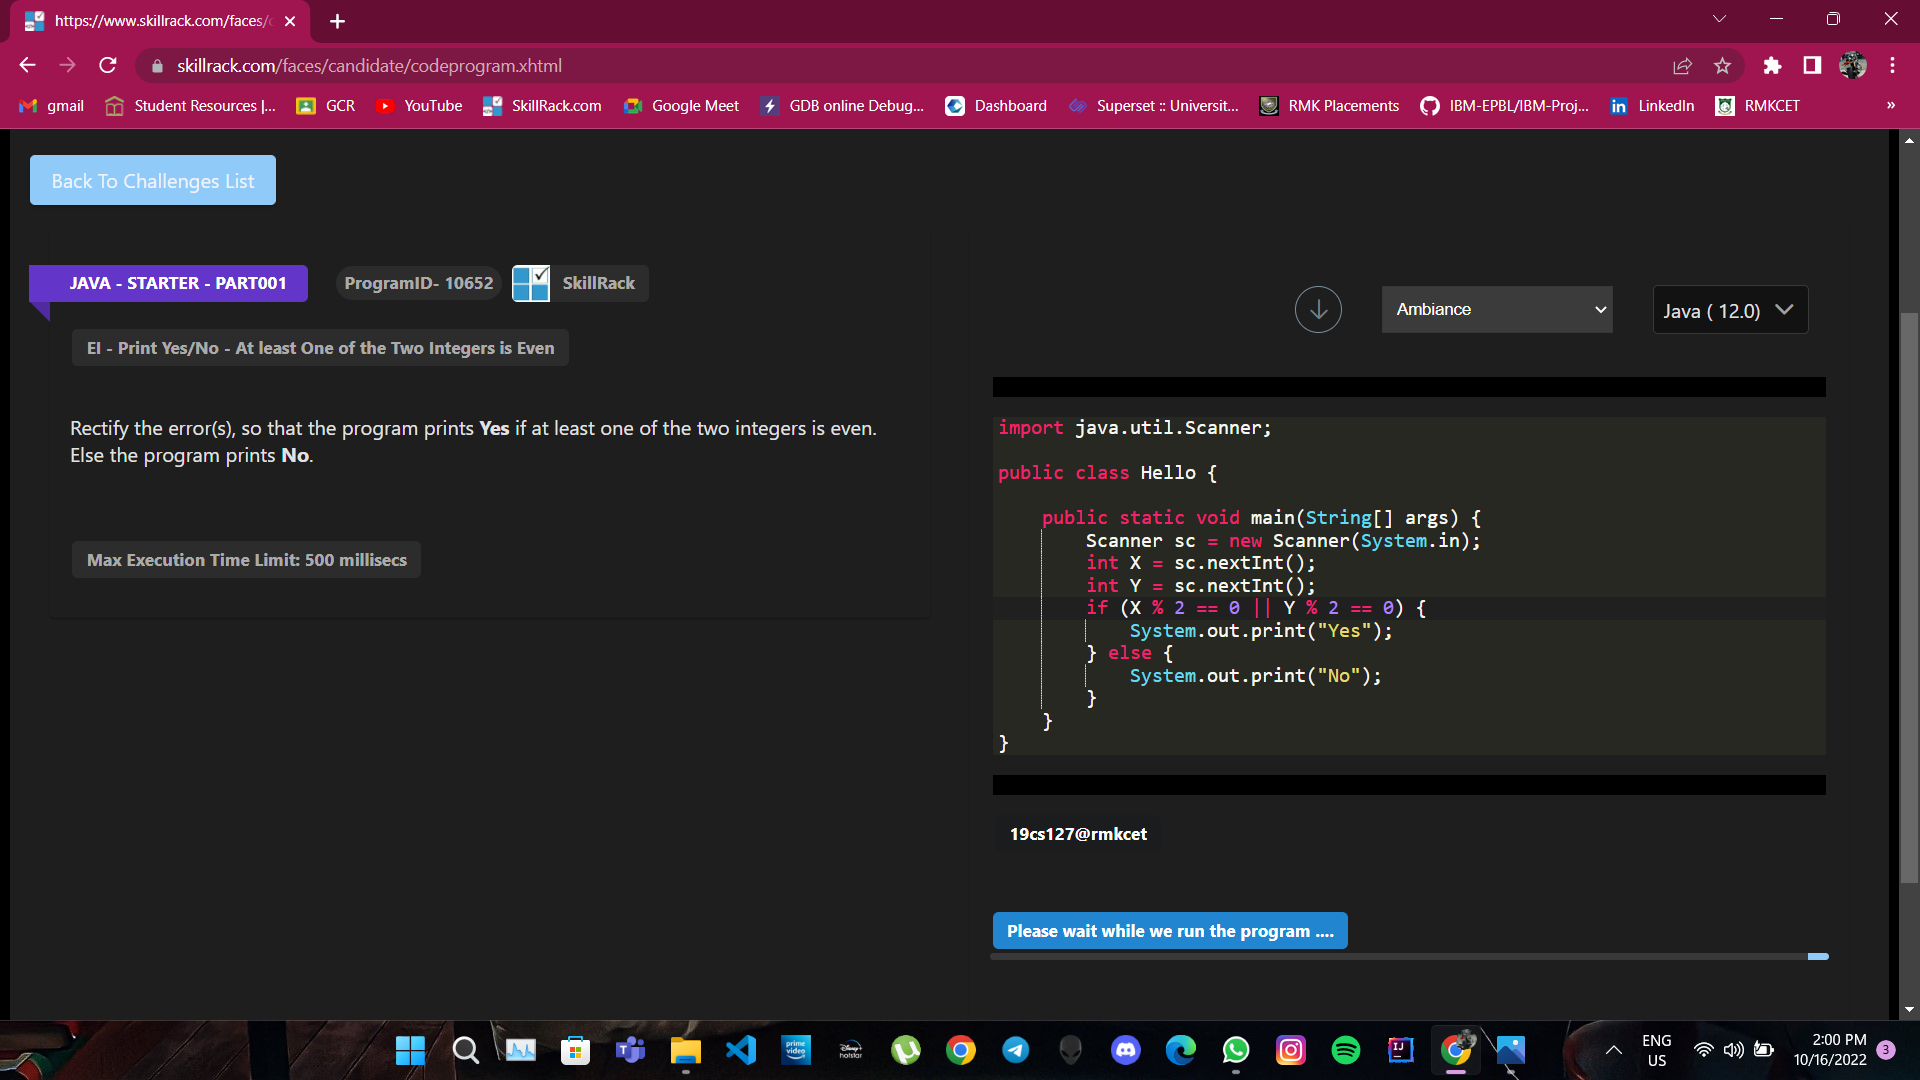 https://www.skillrack.com/faces/c
skillrack.com/faces/candidate/codeprogram.xhtml
gmail Student Resources |... GCR YouTube SkillRack.com Google Meet GDB online Debug... Dashboard Superset :: Universit... RMK Placements IBM-EPBL/IBM-Proj... LinkedIn RMKCET »
Back To Challenges List
JAVA - STARTER - PART001 ProgramID- 10652 SkillRack
EI - Print Yes/No - At least One of the Two Integers is Even
Rectify the error(s), so that the program prints Yes if at least one of the two integers is even.
Else the program prints No.
Max Execution Time Limit: 500 millisecs
Ambiance Java ( 12.0)
import java.util.Scanner;
public class Hello {
public static void main(String[] args) {
Scanner sc = new Scanner(System.in);
int X = sc.nextInt();
int Y = sc.nextInt();
if (X % 2 == 0 || Y % 2 == 0) {
System.out.print("Yes");
} else {
System.out.print("No");
}
}
}
19cs127@rmkcet
Please wait while we run the program ....
prime video
Disney+ hotstar
IJ
ENG
US
2:00 PM
10/16/2022
3